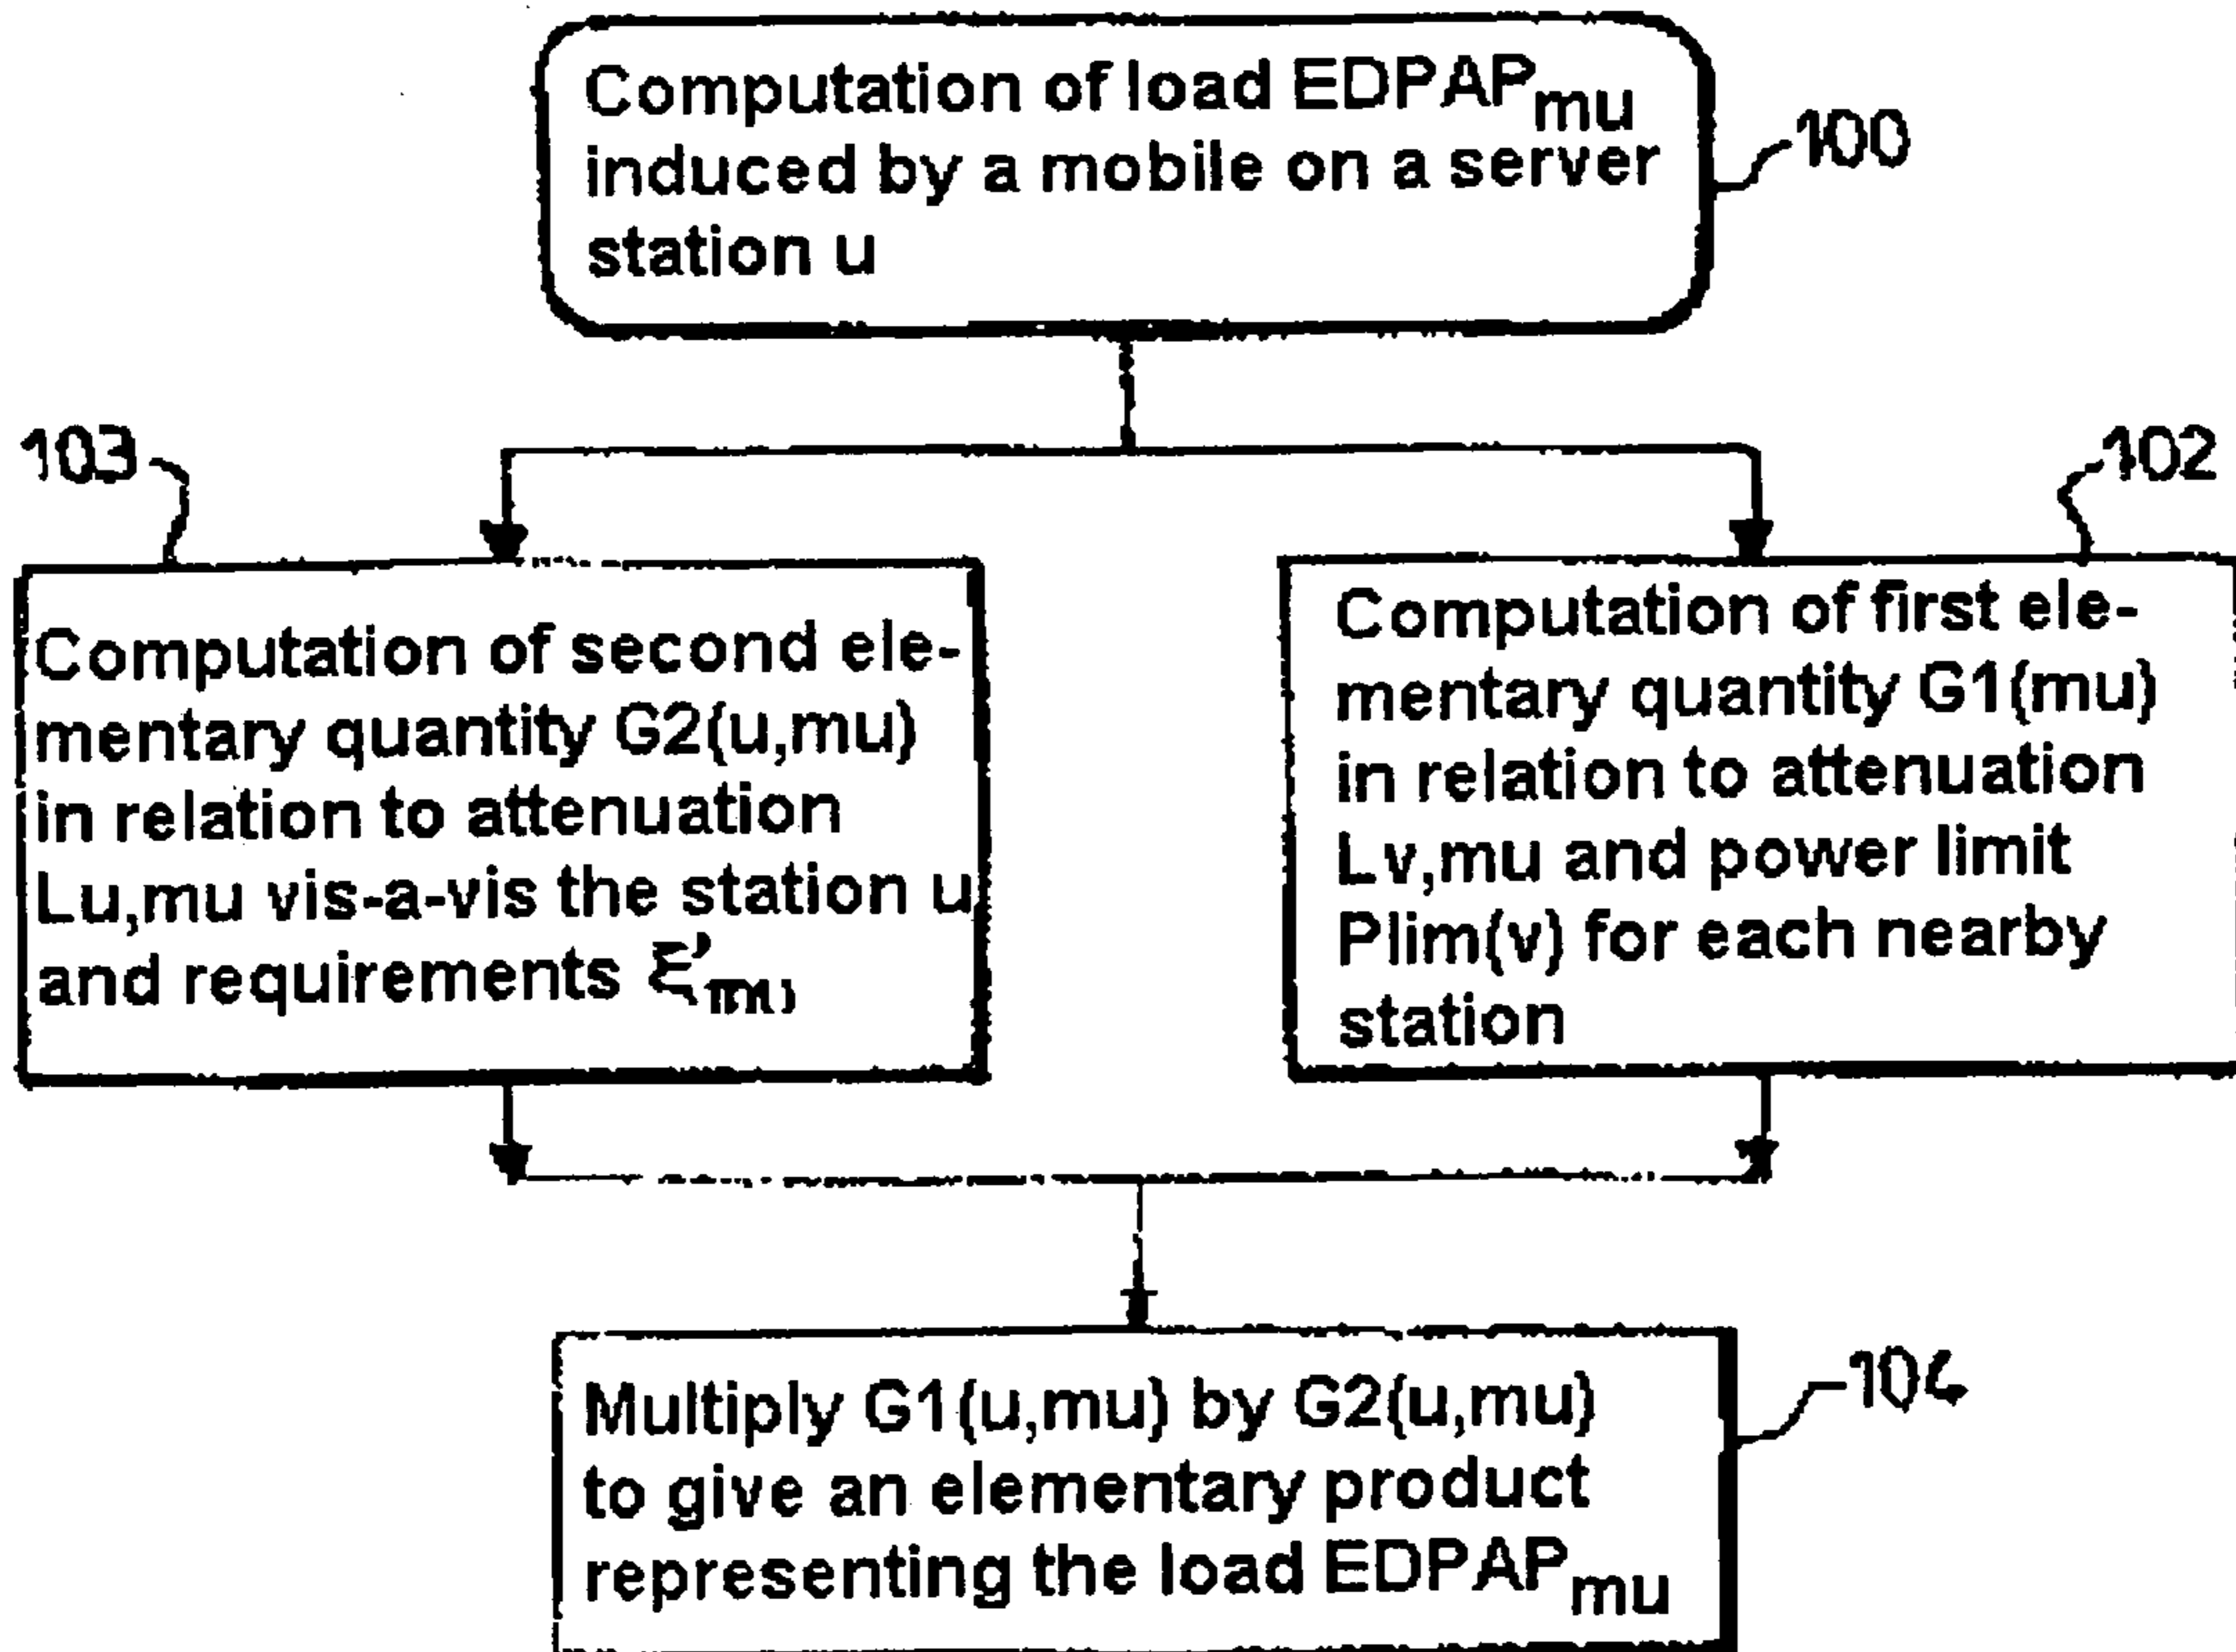 Computation of load EDPAPmu
induced by a mobile on a server
station u
100
103
102
Computation of second ele-
mentary quantity G2(u,mu)
in relation to attenuation
Lu,mu vis-a-vis the station u
and requirements
Computation of first ele-
mentary quantity G1(mu)
in relation to attenuation
Lv,mu and power limit
Plim(v) for each nearby
station
Multiply G1(u,mu) by G2(u,mu)
to give an elementary product
representing the load EDPAPmu
104